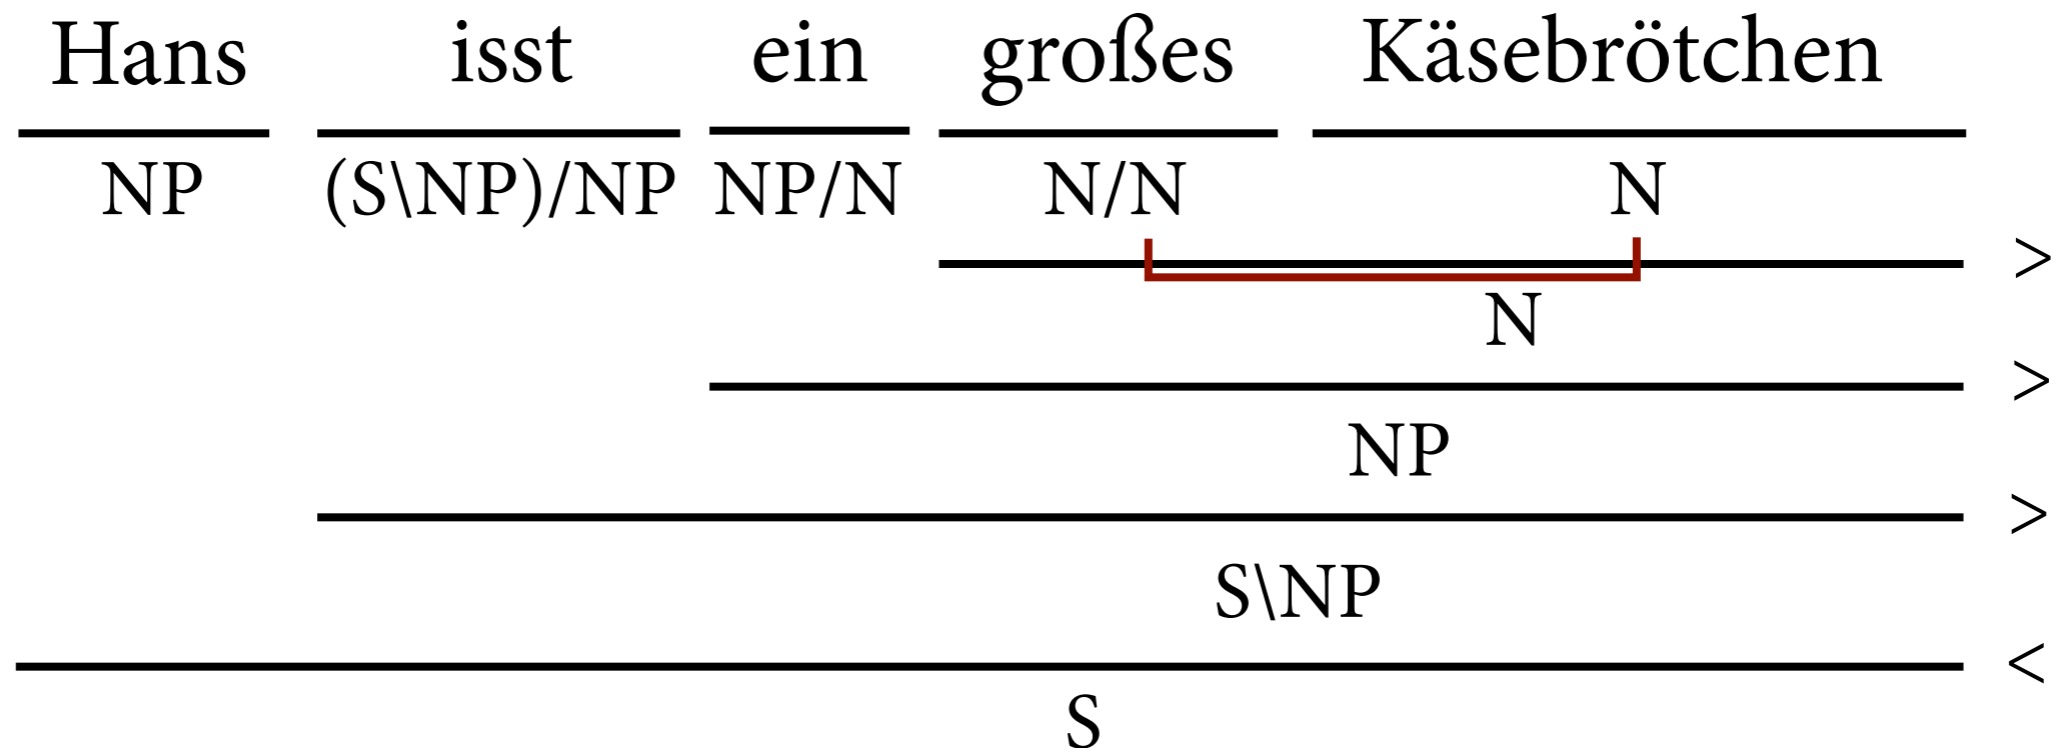 Hans isst ein großes Käsebrötchen
NP (S\NP)/NP NP/N N/N N
>
N
>
NP
>
S\NP
<
S